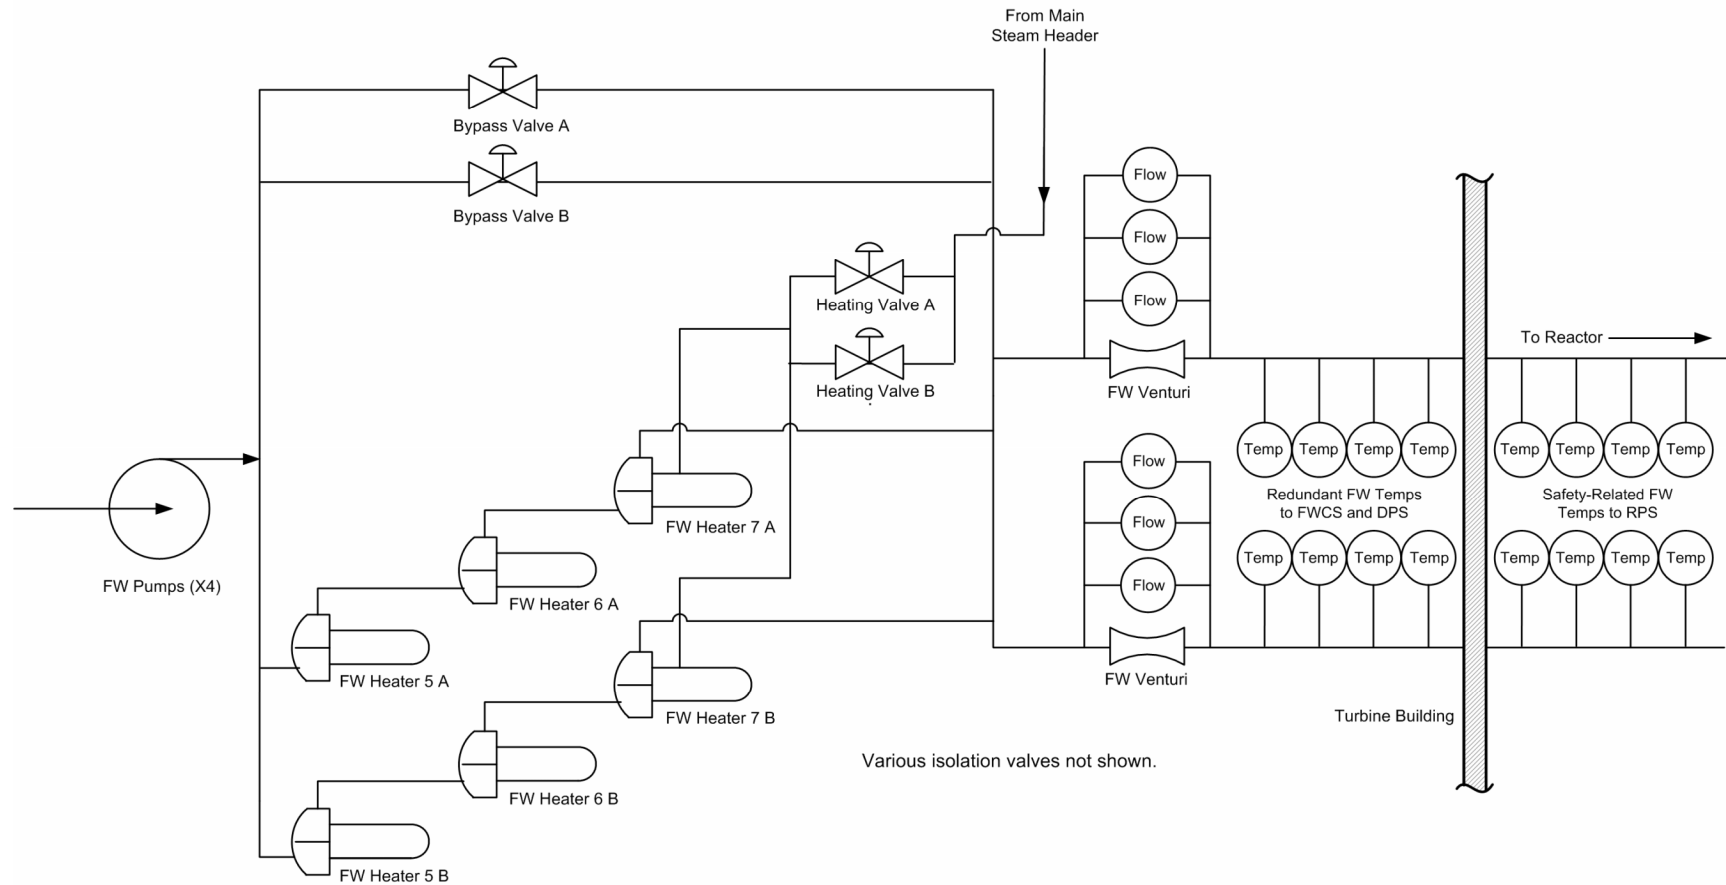 From Main
Steam Header
Bypass Valve A
Bypass Valve B
Flow
Flow
Flow
Heating Valve A
Heating Valve B
To Reactor
FW Venturi
FW Pumps (X4)
FW Heater 7 A
FW Heater 6 A
FW Heater 5 A
Temp Temp Temp Temp
Temp Temp Temp Temp
Redundant FW Temps
to FWCS and DPS
Safety-Related FW
Temps to RPS
Flow
Flow
Flow
Temp Temp Temp Temp
Temp Temp Temp Temp
FW Venturi
FW Heater 7 B
FW Heater 6 B
FW Heater 5 B
Turbine Building
Various isolation valves not shown.